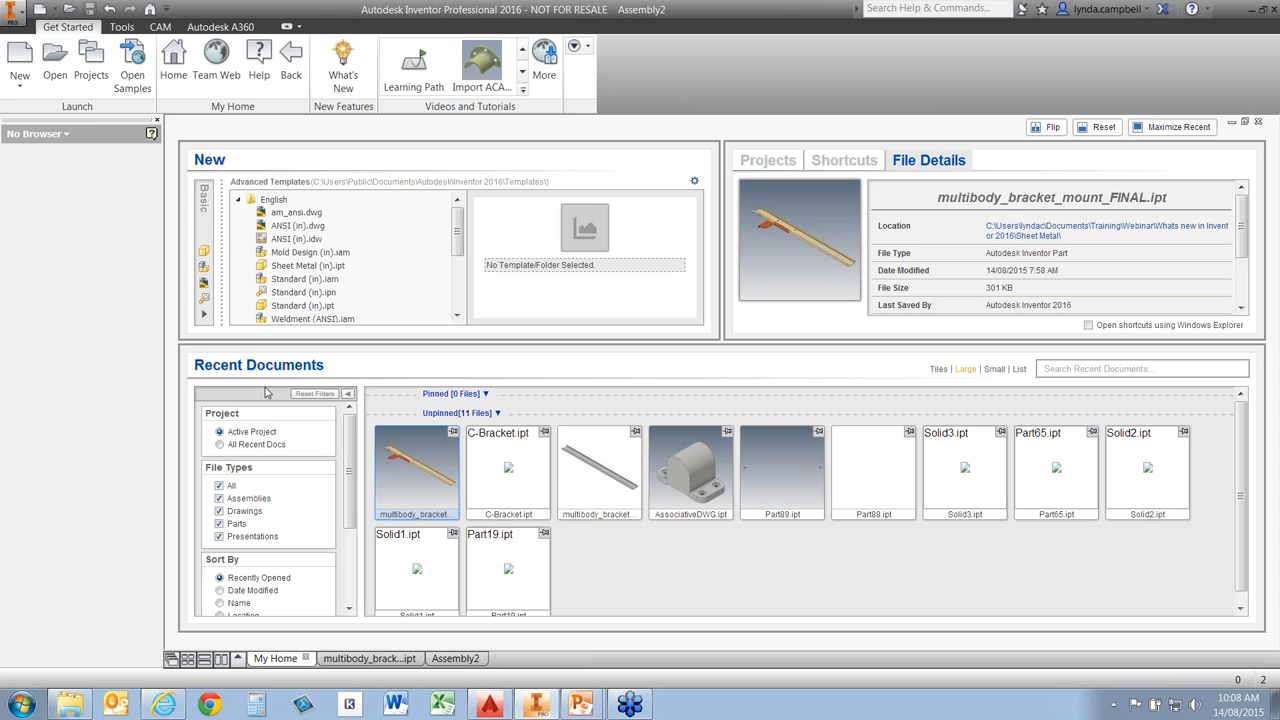 Autodesk Inventor Professional 2016 - NOT FOR RESALE Assembly2
Search Help & Commands...
lynda.campbell
PRO
Get Started
Tools
CAM
Autodesk A360
New
Open
Projects
Open Samples
Home
Team Web
Help
Back
What's New
Learning Path
Import ACA...
More
Launch
My Home
New Features
Videos and Tutorials
No Browser
Flip
Reset
Maximize Recent
New
Advanced Templates(C:\Users\Public\Documents\Autodesk\Inventor 2016\Templates\)
Basic
English
am_ansi.dwg
ANSI (in).dwg
ANSI (in).idw
Mold Design (in).iam
Sheet Metal (in).ipt
Standard (in).iam
Standard (in).ipn
Standard (in).ipt
Weldment (ANSI).iam
No Template/Folder Selected.
Projects
Shortcuts
File Details
multibody_bracket_mount_FINAL.ipt
Location
C:\Users\lyndac\Documents\Training\Webinar\Whats new in Invent
or 2016\Sheet Metal\
File Type
Autodesk Inventor Part
Date Modified
14/08/2015 7:58 AM
File Size
301 KB
Last Saved By
Autodesk Inventor 2016
Open shortcuts using Windows Explorer
Recent Documents
Tiles | Large | Small | List
Search Recent Documents...
Reset Filters
Project
Active Project
All Recent Docs
File Types
All
Assemblies
Drawings
Parts
Presentations
Sort By
Recently Opened
Date Modified
Name
Location
Pinned [0 Files]
Unpinned[11 Files]
C-Bracket.ipt
Solid3.ipt
Part65.ipt
Solid2.ipt
multibody_bracket...
C-Bracket.ipt
multibody_bracket...
AssociativeDWG.ipt
Part89.ipt
Part88.ipt
Solid3.ipt
Part65.ipt
Solid2.ipt
Solid1.ipt
Part19.ipt
Solid1.ipt
Part19.ipt
My Home
multibody_brack...ipt
Assembly2
0
2
10:08 AM
14/08/2015